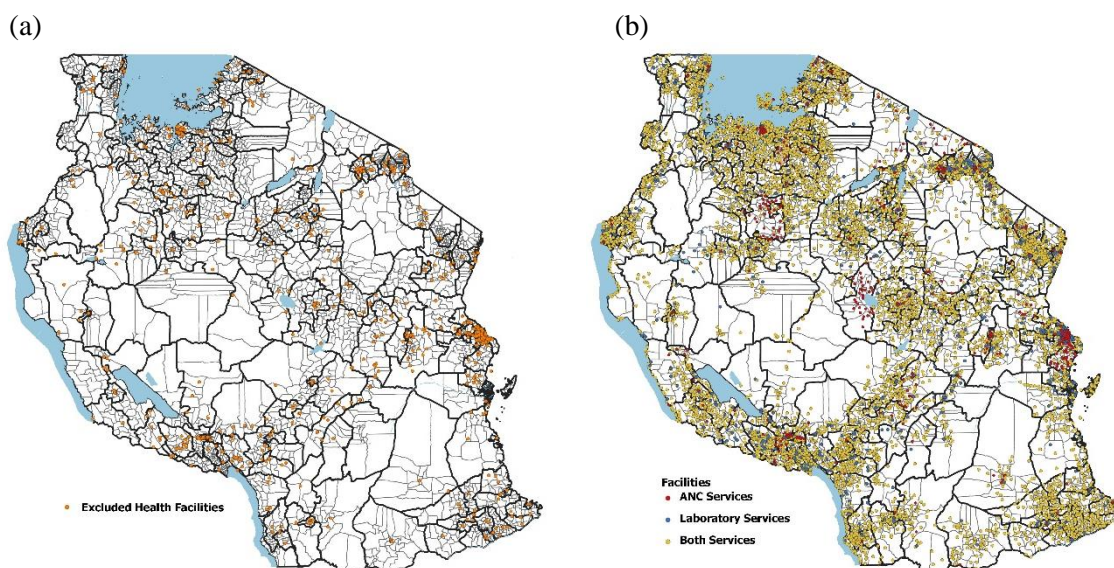 (a)
(b)
Excluded Health Facilities
Facilities
ANC Services
Laboratory Services
Both Services